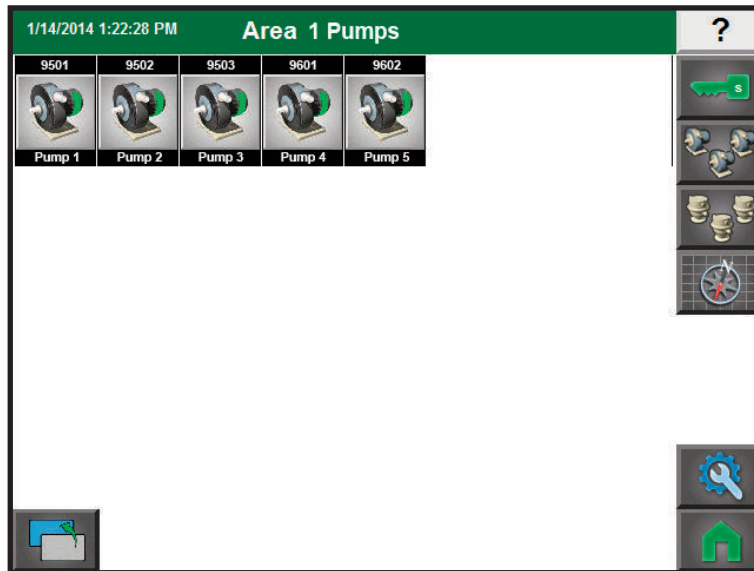 1/14/2014 1:22:28 PM Area 1 Pumps ?
9501 9502 9503 9601 9602
Pump 1 Pump 2 Pump 3 Pump 4 Pump 5
S
N